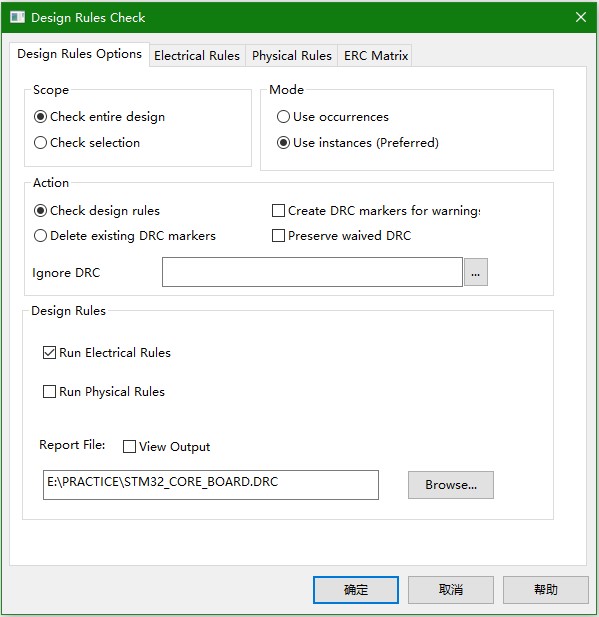 Design Rules Check
Design Rules Options
Electrical Rules
Physical Rules
ERC Matrix
Scope
Check entire design
Check selection
Mode
Use occurrences
Use instances (Preferred)
Action
Check design rules
Create DRC markers for warnings
Delete existing DRC markers
Preserve waived DRC
Ignore DRC
...
Design Rules
Run Electrical Rules
Run Physical Rules
Report File:
View Output
E:\PRACTICE\STM32_CORE_BOARD.DRC
Browse...
确定
取消
帮助